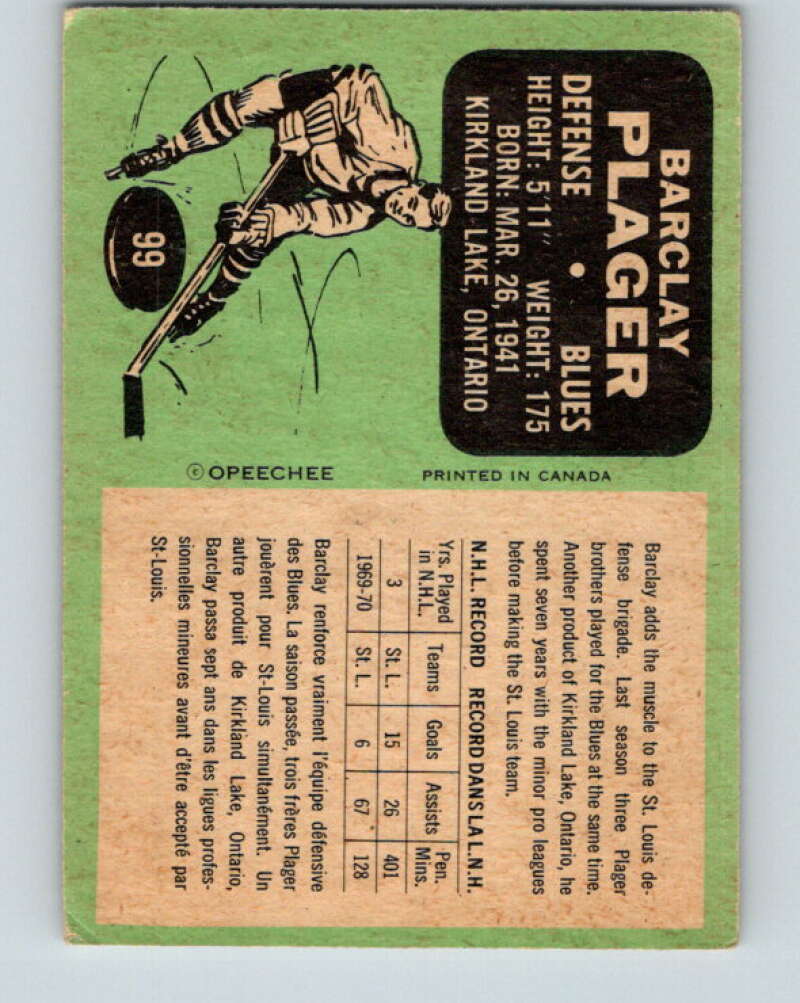 BARCLAY
PLAGER
DEFENSE • BLUES
HEIGHT: 5'11" WEIGHT: 175
BORN: MAR. 26, 1941
KIRKLAND LAKE, ONTARIO
99
© OPEECHEE PRINTED IN CANADA
Barclay adds the muscle to the St. Louis de-
fense brigade. Last season three Plager
brothers played for the Blues at the same time.
Another product of Kirkland Lake, Ontario, he
spent seven years with the minor pro leagues
before making the St. Louis team.
N.H.L. RECORD RECORD DANS LA L.N.H.
Yrs. Played in N.H.L. Teams Goals Assists Pen. Mins.
3 St. L. 15 26 401
1969-70 St. L. 6 67 128
Barclay renforce vraiment l'équipe défensive
des Blues. La saison passée, trois frères Plager
jouèrent pour St-Louis simultanément. Un
autre produit de Kirkland Lake, Ontario,
Barclay passa sept ans dans les ligues profes-
sionnelles mineures avant d'être accepté par
St-Louis.